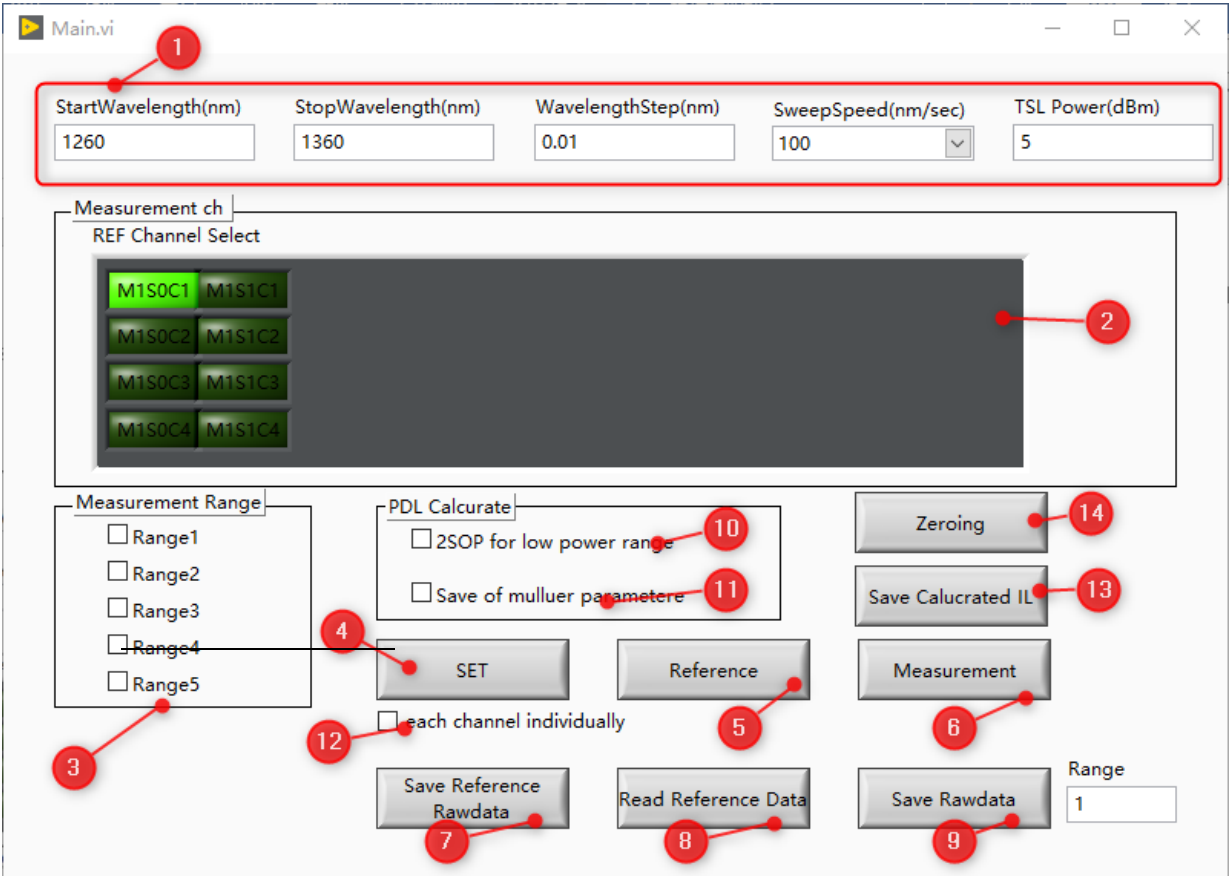 Main.vi
1
StartWavelength(nm) StopWavelength(nm) WavelengthStep(nm) SweepSpeed(nm/sec) TSL Power(dBm)
1260 1360 0.01 100 5
Measurement ch
REF Channel Select
M1S0C1 M1S1C1
M1S0C2 M1S1C2
2
M1S0C3 M1S1C3
M1S0C4 M1S1C4
Measurement Range
Range1
Range2
Range3
Range4
Range5
3
PDL Calcurate
2SOP for low power range
10
Save of mulluer parametere
11
Zeroing
14
Save Calucrated IL
13
4
SET
Reference
5
Measurement
6
each channel individually
12
Save Reference
Rawdata
7
Read Reference Data
8
Save Rawdata
9
Range
1